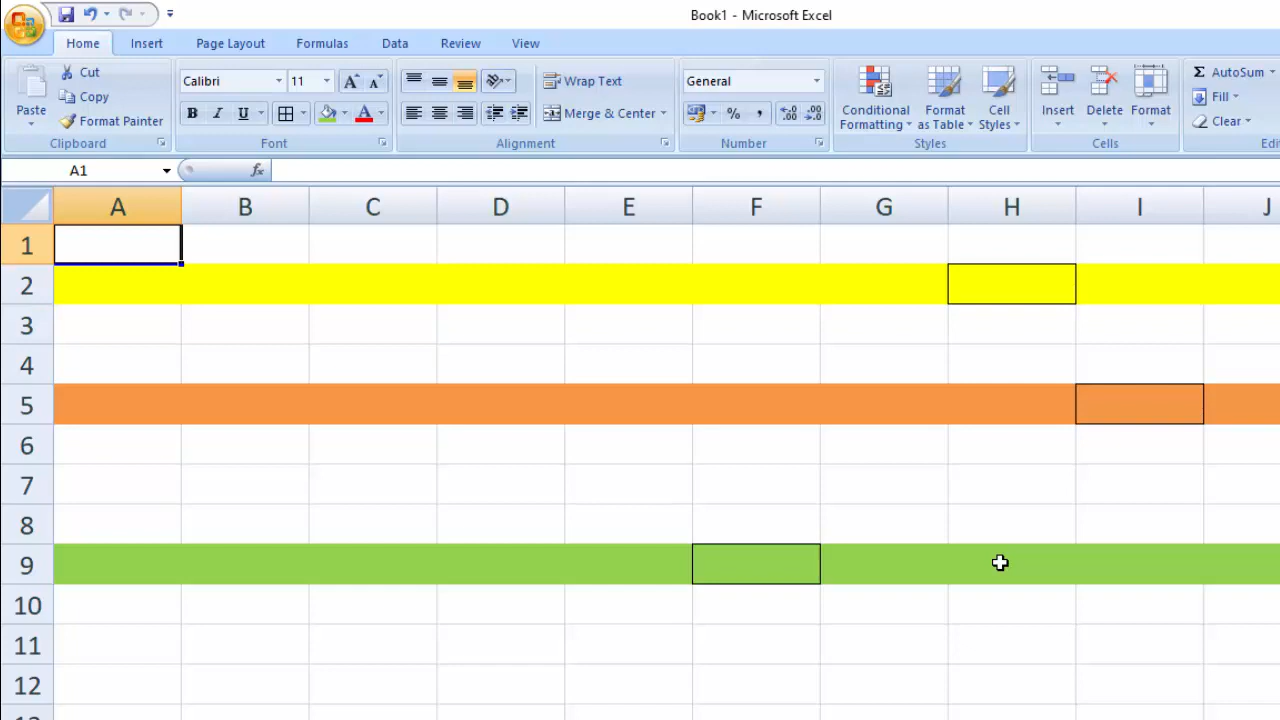 Book1 - Microsoft Excel
Home Insert Page Layout Formulas Data Review View
Paste Cut Copy Format Painter
Calibri 11
B I U A
Wrap Text
Merge & Center
General
% ,
Conditional Formatting Format as Table Cell Styles
Insert Delete Format
Σ AutoSum
Fill
Clear
Clipboard Font Alignment Number Styles Cells
A1 fx
A B C D E F G H I J
1
2
3
4
5
6
7
8
9
10
11
12